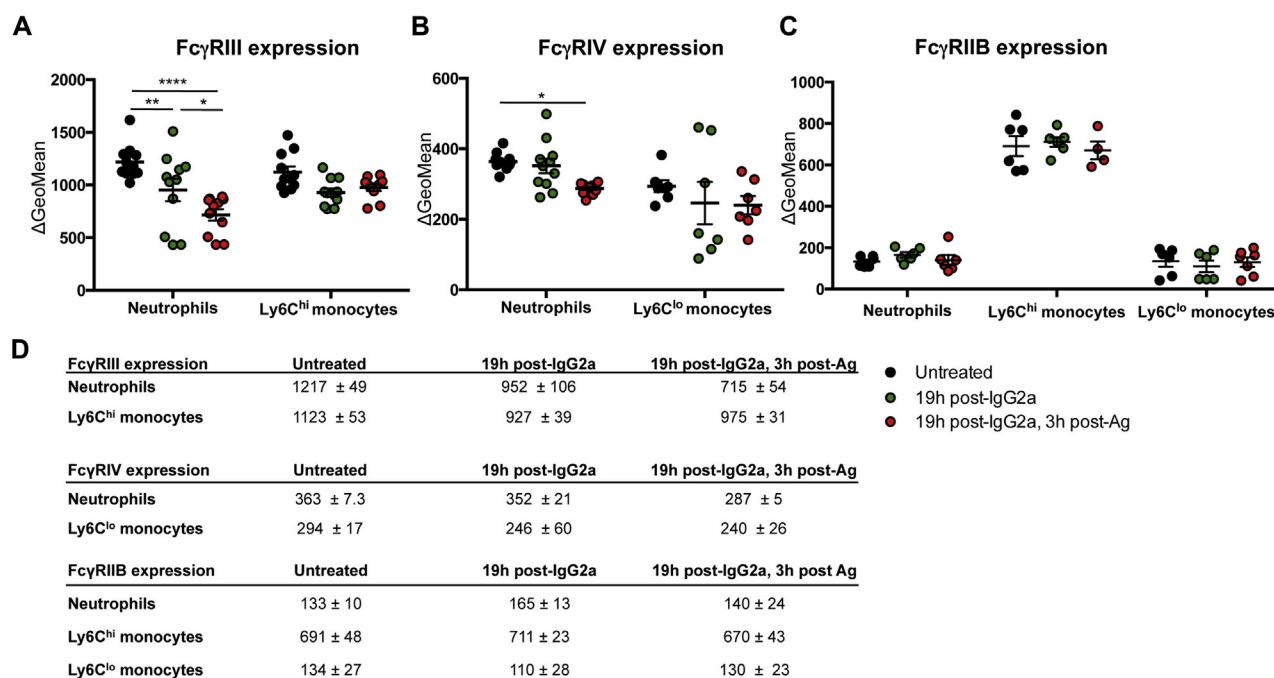 A
FcγRIII expression
ΔGeoMean
2000
1500
1000
500
0
****
**
*
Neutrophils
Ly6Chi monocytes
B
FcγRIV expression
ΔGeoMean
600
400
200
0
*
Neutrophils
Ly6Clo monocytes
C
FcγRIIB expression
ΔGeoMean
1000
800
600
400
200
0
Neutrophils
Ly6Chi monocytes
Ly6Clo monocytes
D
FcγRIII expression Untreated 19h post-IgG2a 19h post-IgG2a, 3h post-Ag
Neutrophils 1217 ± 49 952 ± 106 715 ± 54
Ly6Chi monocytes 1123 ± 53 927 ± 39 975 ± 31
FcγRIV expression Untreated 19h post-IgG2a 19h post-IgG2a, 3h post-Ag
Neutrophils 363 ± 7.3 352 ± 21 287 ± 5
Ly6Clo monocytes 294 ± 17 246 ± 60 240 ± 26
FcγRIIB expression Untreated 19h post-IgG2a 19h post-IgG2a, 3h post Ag
Neutrophils 133 ± 10 165 ± 13 140 ± 24
Ly6Chi monocytes 691 ± 48 711 ± 23 670 ± 43
Ly6Clo monocytes 134 ± 27 110 ± 28 130 ± 23
Untreated
19h post-IgG2a
19h post-IgG2a, 3h post-Ag